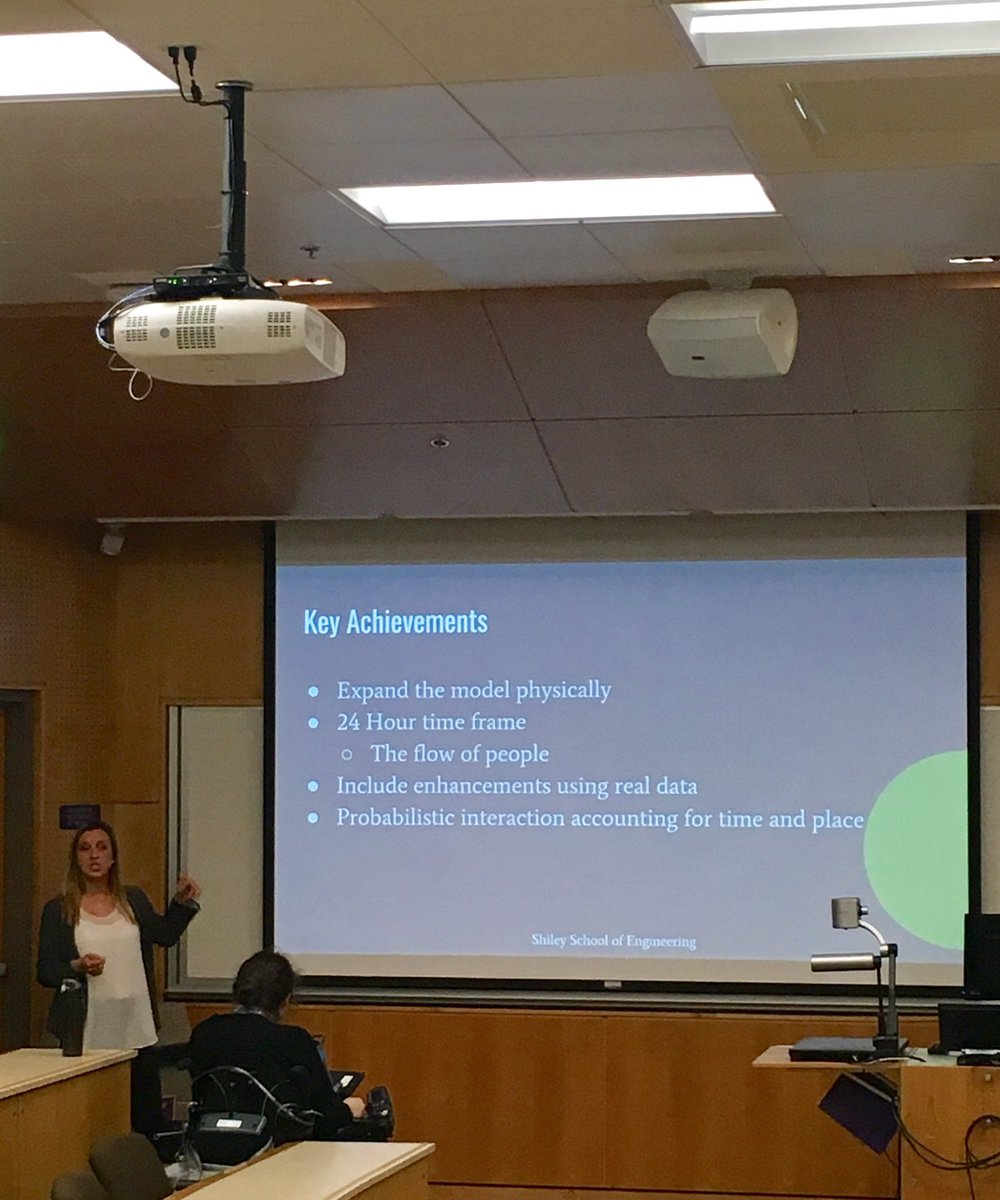 Key Achievements
● Expand the model physically
● 24 Hour time frame
○ The flow of people
● Include enhancements using real data
● Probabilistic interaction accounting for time and place
Shiley School of Engineering